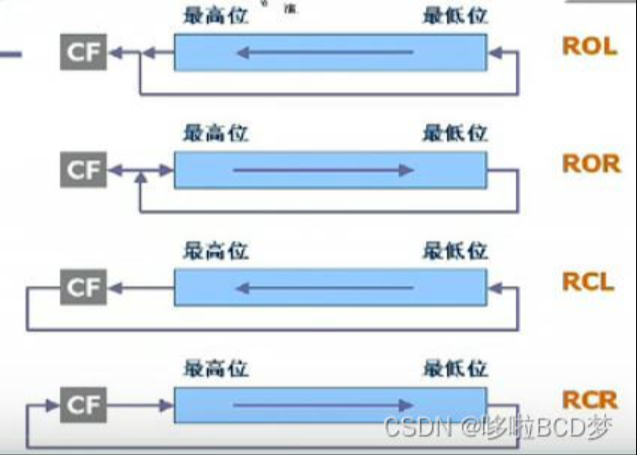 最高位 最低位
CF ROL
最高位 最低位
CF ROR
最高位 最低位
CF RCL
最高位 最低位
CF RCR
CSDN @哆啦BCD梦